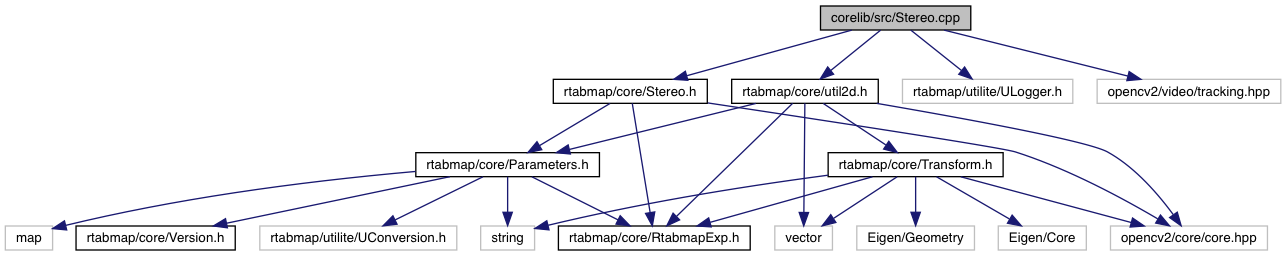 corelib/src/Stereo.cpp
rtabmap/core/Stereo.h
rtabmap/core/util2d.h
rtabmap/utilite/ULogger.h
opencv2/video/tracking.hpp
rtabmap/core/Parameters.h
rtabmap/core/Transform.h
map
rtabmap/core/Version.h
rtabmap/utilite/UConversion.h
string
rtabmap/core/RtabmapExp.h
vector
Eigen/Geometry
Eigen/Core
opencv2/core/core.hpp